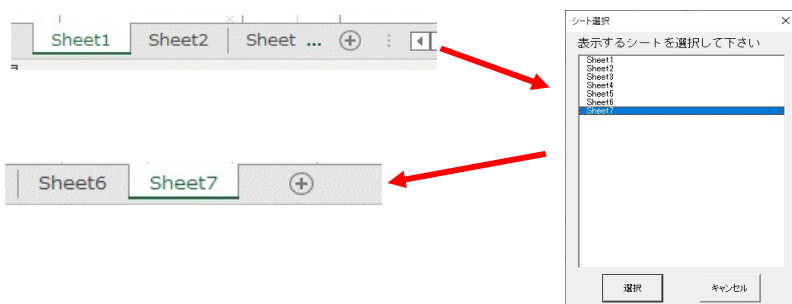 Sheet1 Sheet2 Sheet ...
シート選択
表示するシートを選択して下さい
Sheet1
Sheet2
Sheet3
Sheet4
Sheet5
Sheet6
Sheet7
Sheet6 Sheet7
選択 キャンセル